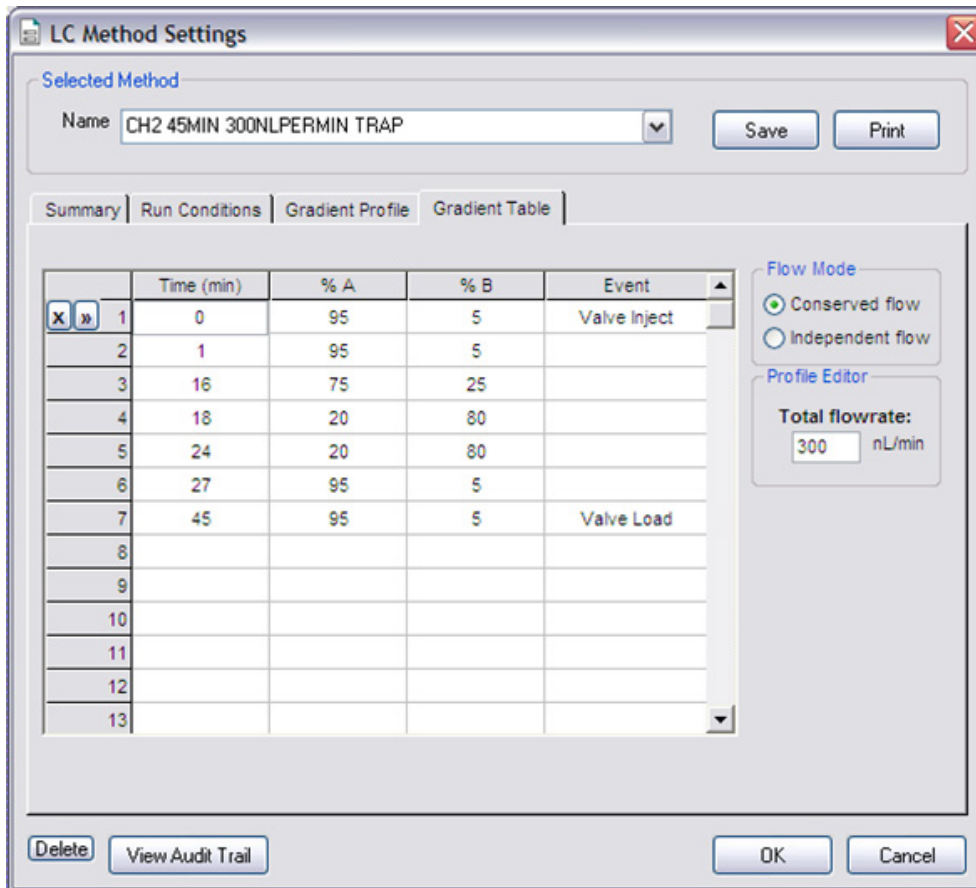 LC Method Settings
Selected Method
Name CH2 45MIN 300NLPERMIN TRAP Save Print
Summary Run Conditions Gradient Profile Gradient Table
Time (min) % A % B Event
x » 1 0 95 5 Valve Inject
2 1 95 5
3 16 75 25
4 18 20 80
5 24 20 80
6 27 95 5
7 45 95 5 Valve Load
8
9
10
11
12
13
Flow Mode
Conserved flow
Independent flow
Profile Editor
Total flowrate:
300 nL/min
Delete View Audit Trail OK Cancel